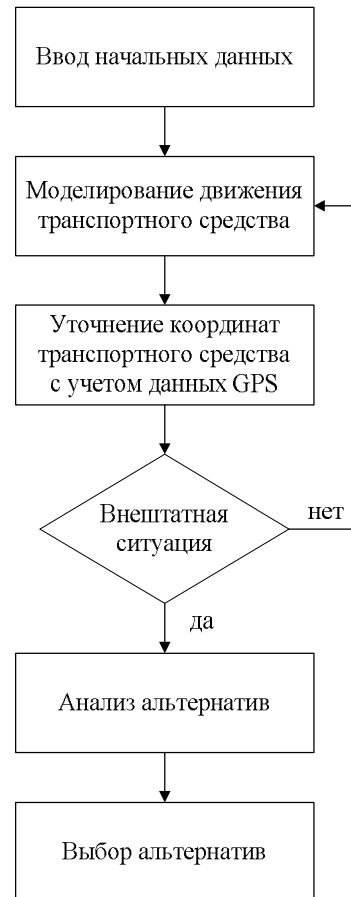 Ввод начальных данных
Моделирование движения
транспортного средства
Уточнение координат
транспортного средства
с учетом данных GPS
Внештатная
ситуация
нет
да
Анализ альтернатив
Выбор альтернатив